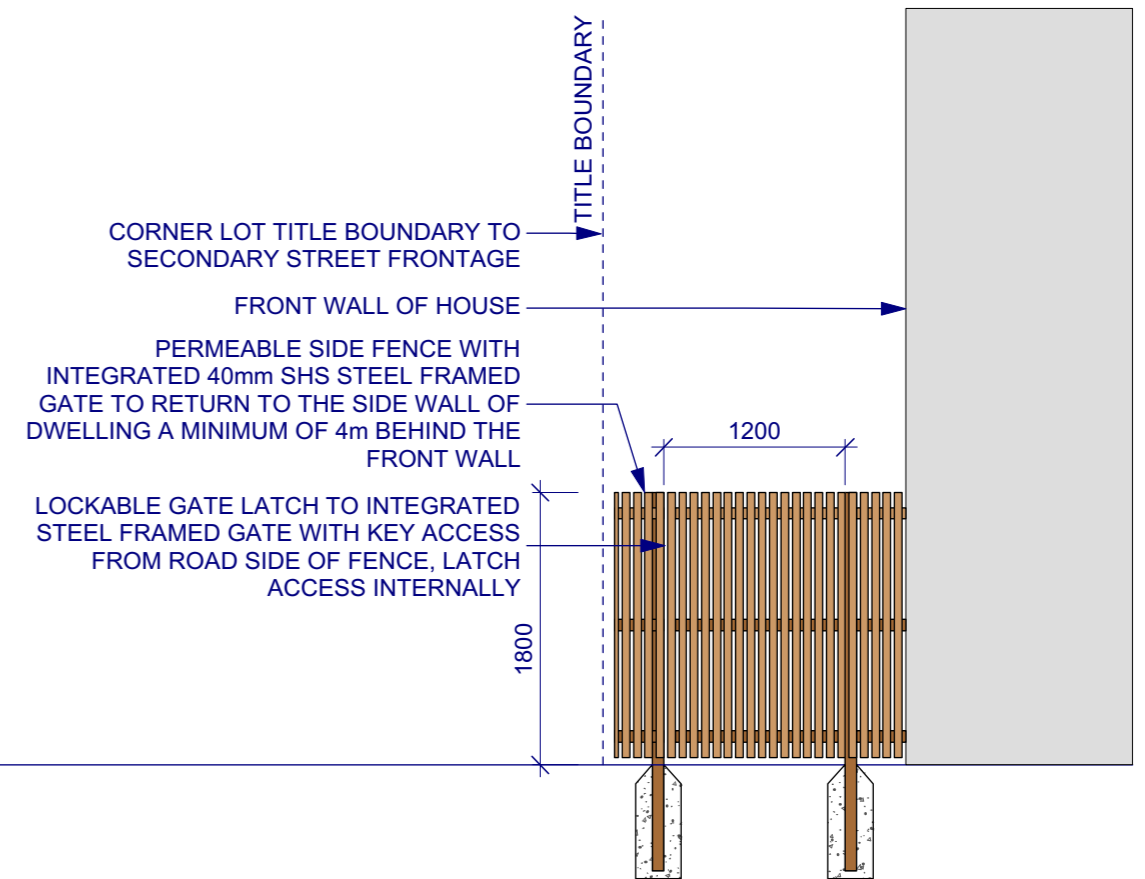 TITLE BOUNDARY
CORNER LOT TITLE BOUNDARY TO
SECONDARY STREET FRONTAGE
FRONT WALL OF HOUSE
PERMEABLE SIDE FENCE WITH
INTEGRATED 40mm SHS STEEL FRAMED
GATE TO RETURN TO THE SIDE WALL OF
DWELLING A MINIMUM OF 4m BEHIND THE
FRONT WALL
1200
LOCKABLE GATE LATCH TO INTEGRATED
STEEL FRAMED GATE WITH KEY ACCESS
FROM ROAD SIDE OF FENCE, LATCH
ACCESS INTERNALLY
1800